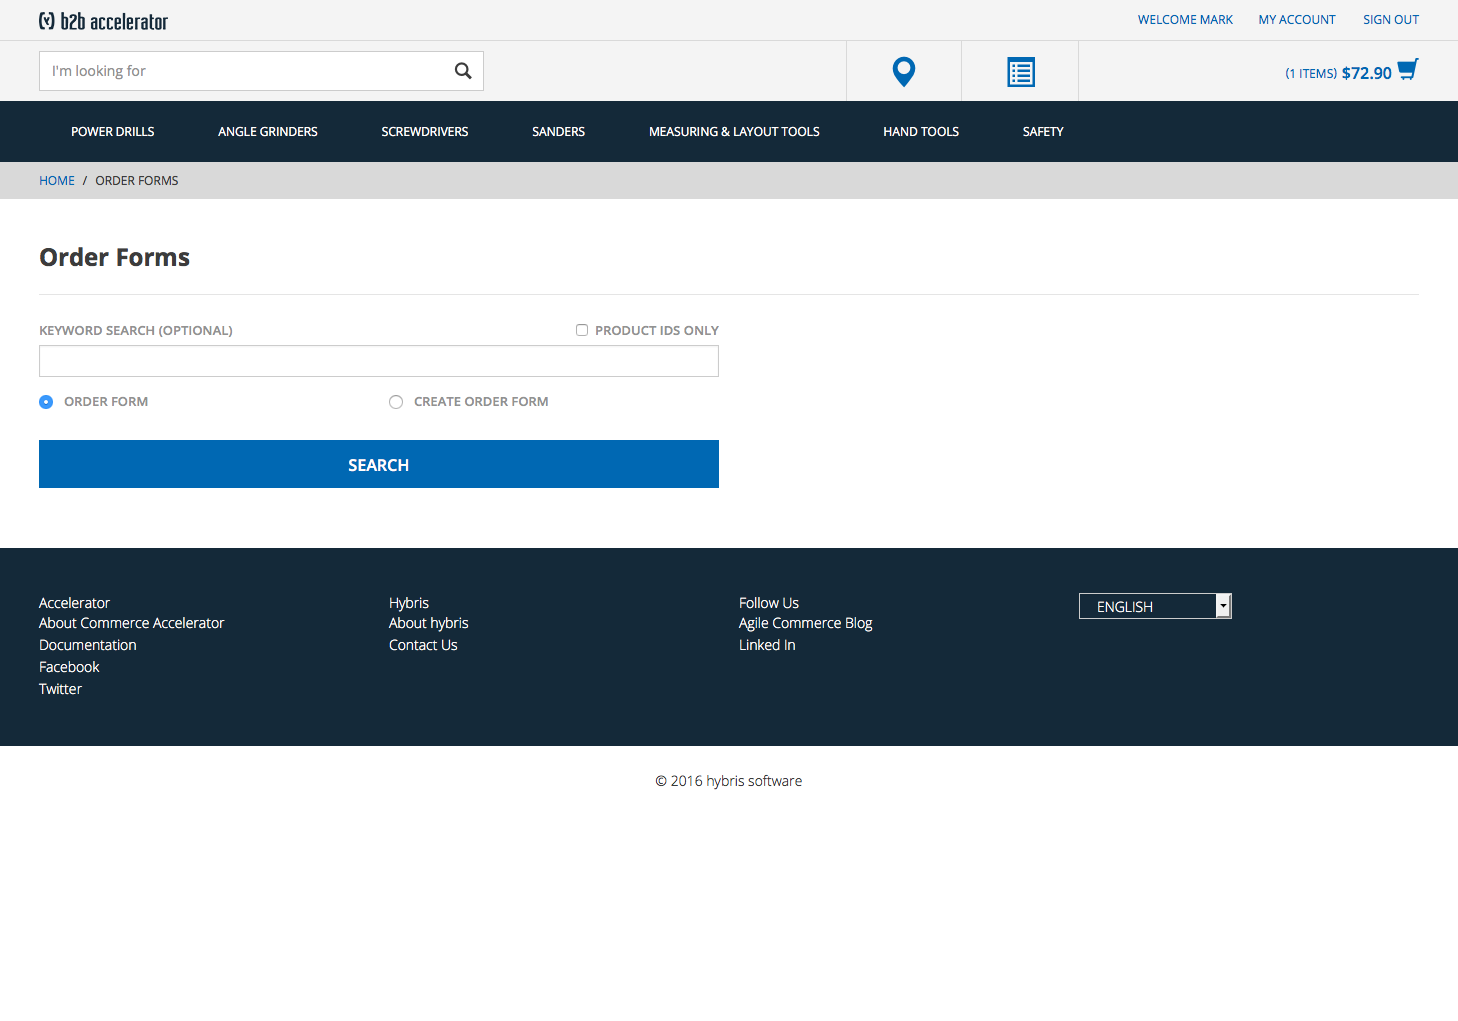 b2b accelerator
WELCOME MARK MY ACCOUNT SIGN OUT
I'm looking for
(1 ITEMS) $72.90
POWER DRILLS ANGLE GRINDERS SCREWDRIVERS SANDERS MEASURING & LAYOUT TOOLS HAND TOOLS SAFETY
HOME / ORDER FORMS
Order Forms
KEYWORD SEARCH (OPTIONAL) PRODUCT IDS ONLY
ORDER FORM CREATE ORDER FORM
SEARCH
Accelerator
About Commerce Accelerator
Documentation
Facebook
Twitter
Hybris
About hybris
Contact Us
Follow Us
Agile Commerce Blog
Linked In
ENGLISH
© 2016 hybris software